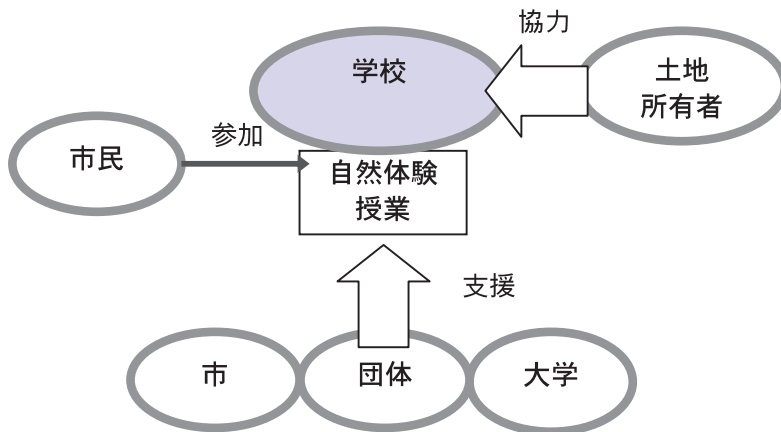 協力
学校
土地
所有者
市民
参加
自然体験
授業
支援
市
団体
大学